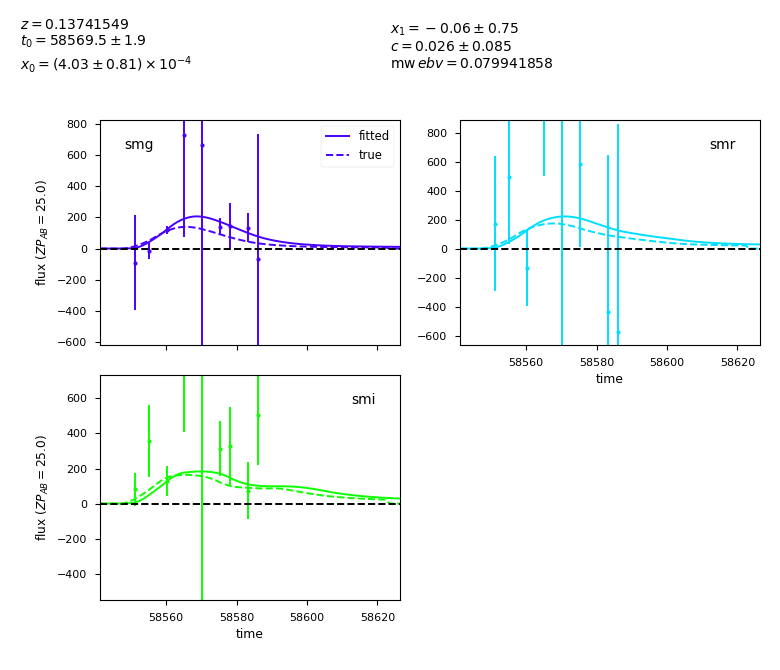 z = 0.13741549
t₀ = 58569.5 ± 1.9
x₀ = (4.03 ± 0.81) × 10⁻⁴
x₁ = −0.06 ± 0.75
c = 0.026 ± 0.085
mw ebv = 0.079941858
smg
fitted
true
800
600
400
200
0
−200
−400
−600
flux (ZP_AB = 25.0)
smr
800
600
400
200
0
−200
−400
−600
58560 58580 58600 58620
time
smi
600
400
200
0
−200
−400
flux (ZP_AB = 25.0)
58560 58580 58600 58620
time